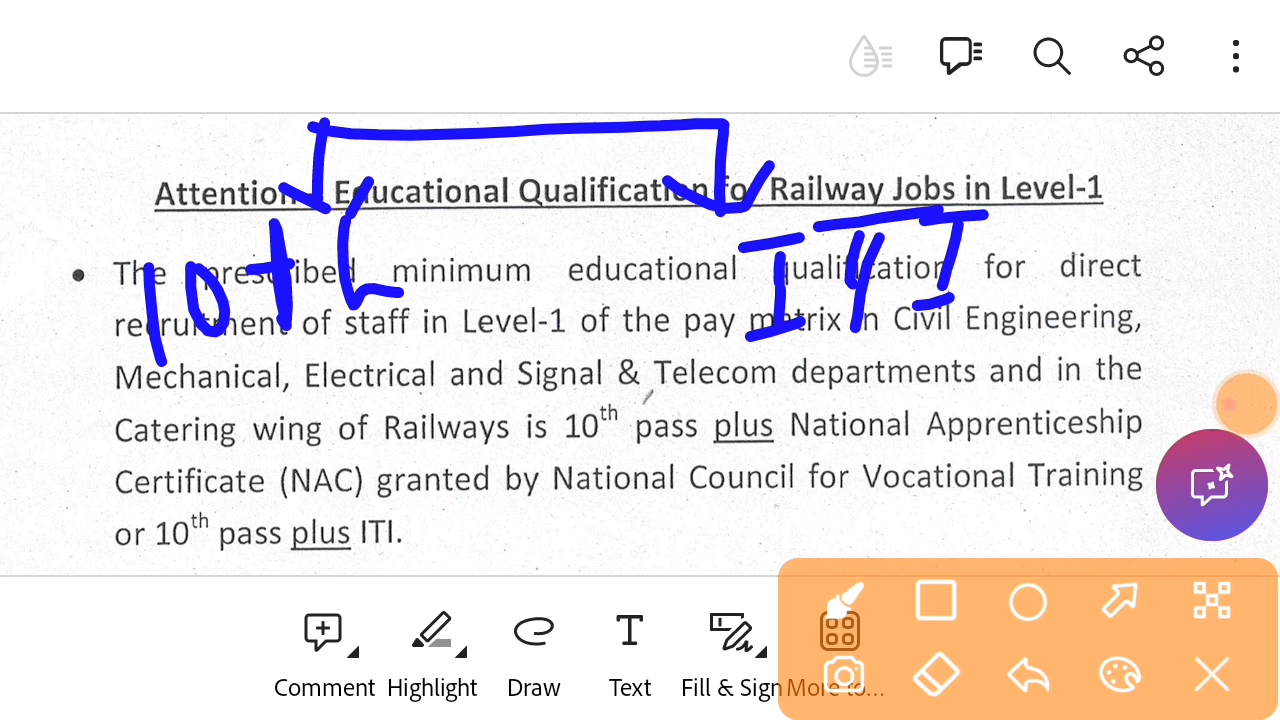 Attention: Educational Qualification for Railway Jobs in Level-1
10th ITI
The prescribed minimum educational qualification for direct
recruitment of staff in Level-1 of the pay matrix in Civil Engineering,
Mechanical, Electrical and Signal & Telecom departments and in the
Catering wing of Railways is 10th pass plus National Apprenticeship
Certificate (NAC) granted by National Council for Vocational Training
or 10th pass plus ITI.
Comment Highlight Draw Text Fill & Sign More to...